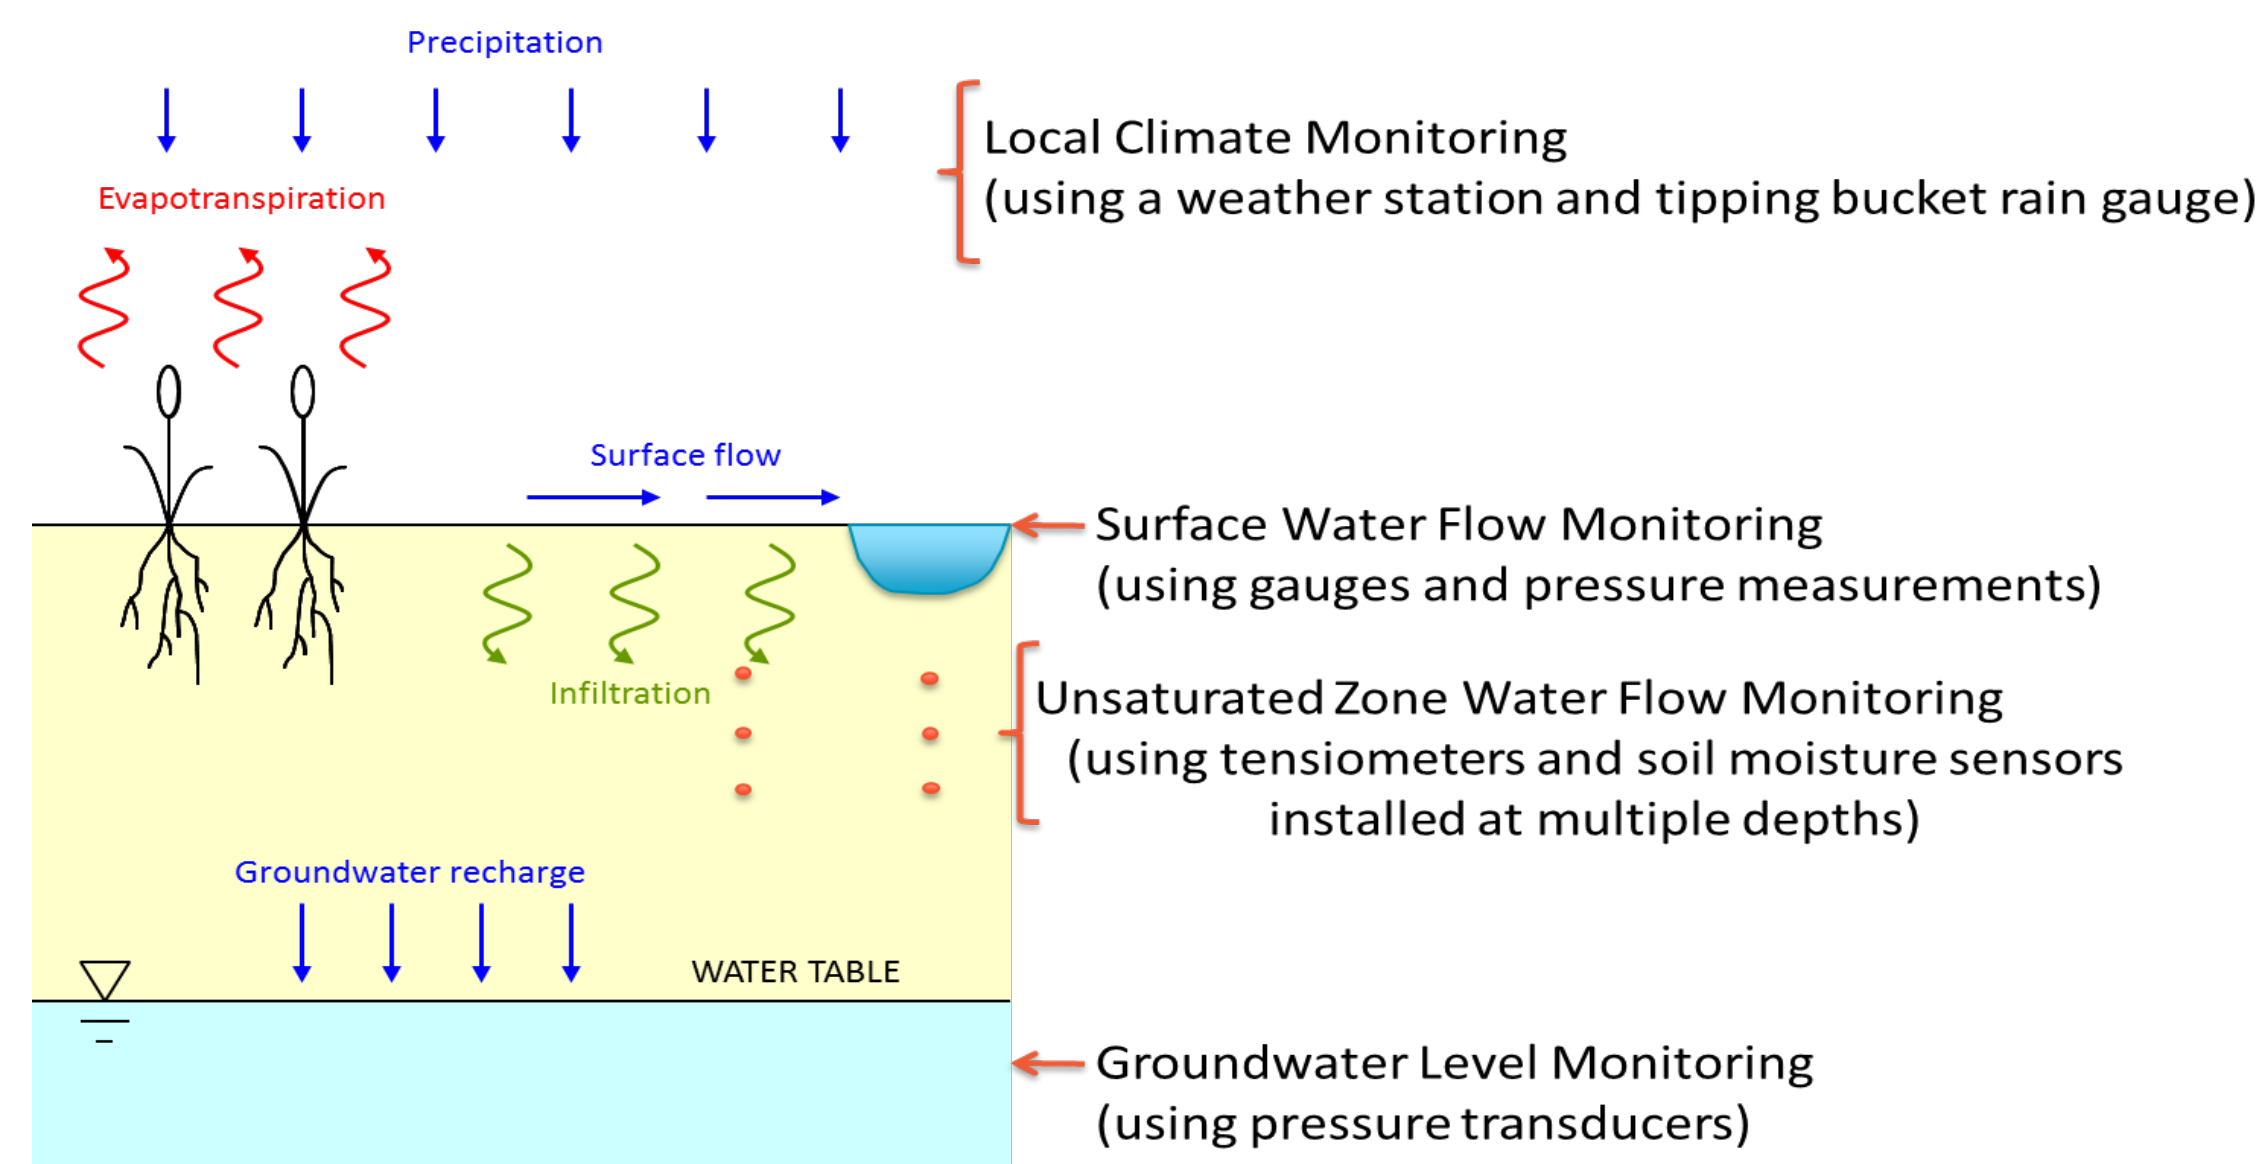 Precipitation
Local Climate Monitoring
(using a weather station and tipping bucket rain gauge)
Evapotranspiration
Surface flow
Surface Water Flow Monitoring
(using gauges and pressure measurements)
Infiltration
Unsaturated Zone Water Flow Monitoring
(using tensiometers and soil moisture sensors
installed at multiple depths)
Groundwater recharge
WATER TABLE
Groundwater Level Monitoring
(using pressure transducers)